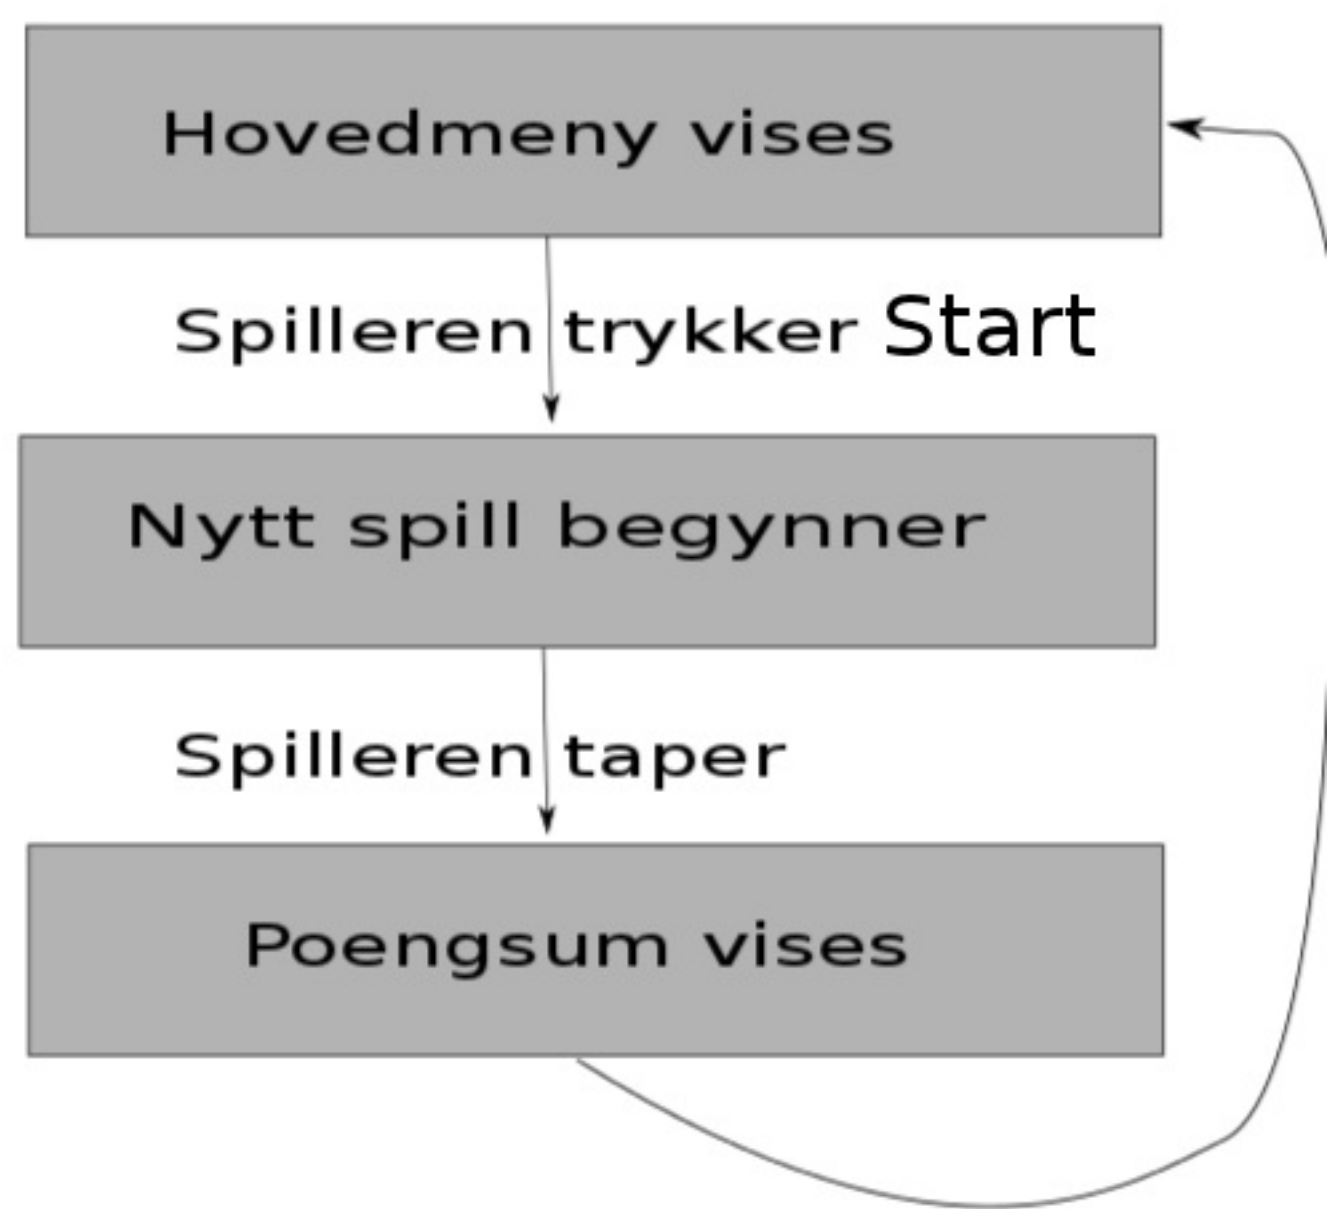 Hovedmeny vises
Spilleren trykker Start
Nytt spill begynner
Spilleren taper
Poengsum vises